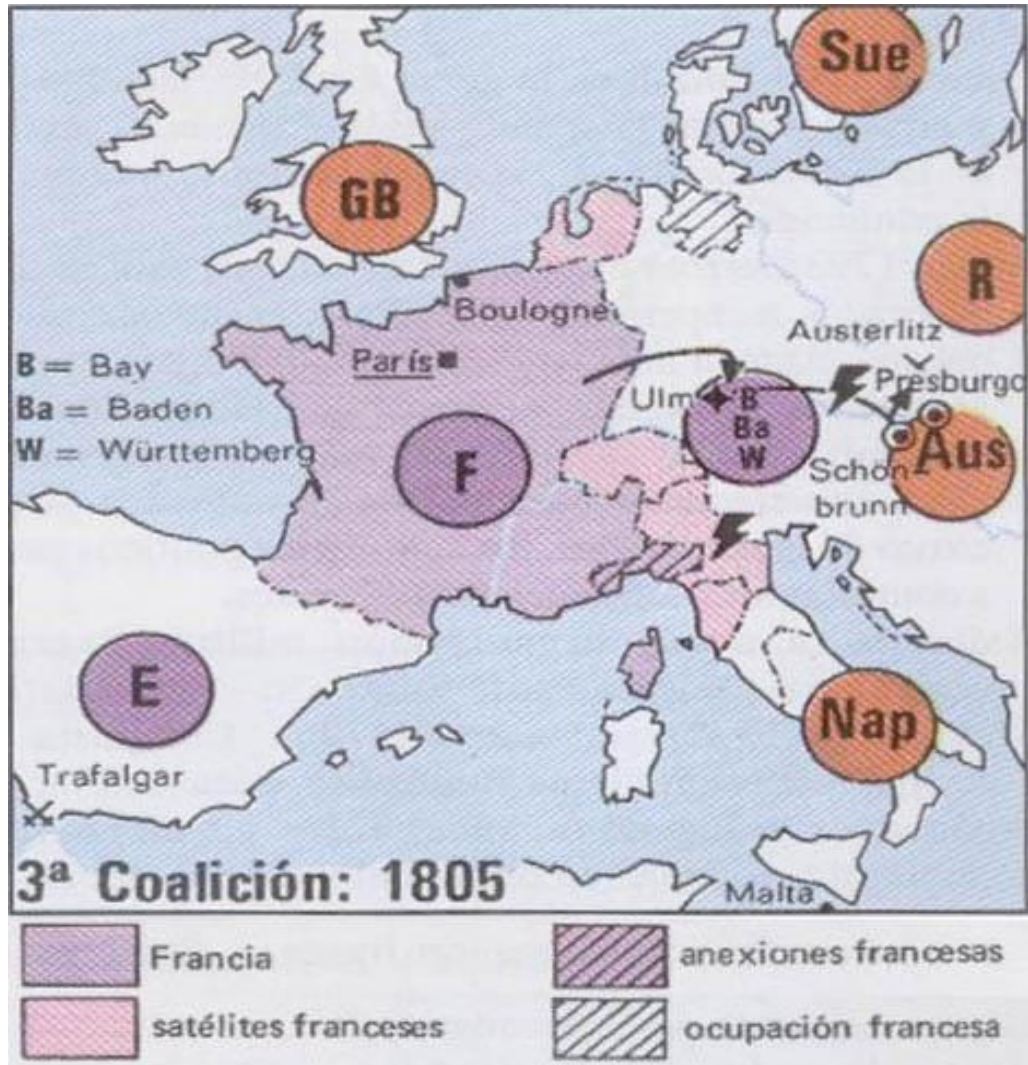 Sue
GB
R
Boulogne
Austerlitz
París
B = Bay
Ba = Baden
W = Württemberg
Ulm
B
Ba
W
Presburgo
F
Aus
Schön
brunn
E
Nap
Trafalgar
3ª Coalición: 1805
Malta
Francia
anexiones francesas
satélites franceses
ocupación francesa